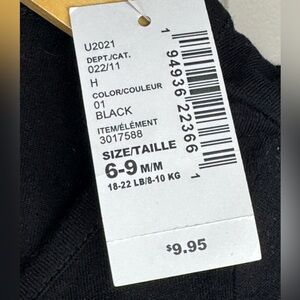 U2021
DEPT./CAT.
022/11
H
COLOR/COULEUR
01
BLACK
ITEM/ÉLÉMENT
3017588
SIZE/TAILLE
6-9 M/M
18-22 LB/8-10 KG
1 94936 22366 1
$9.95